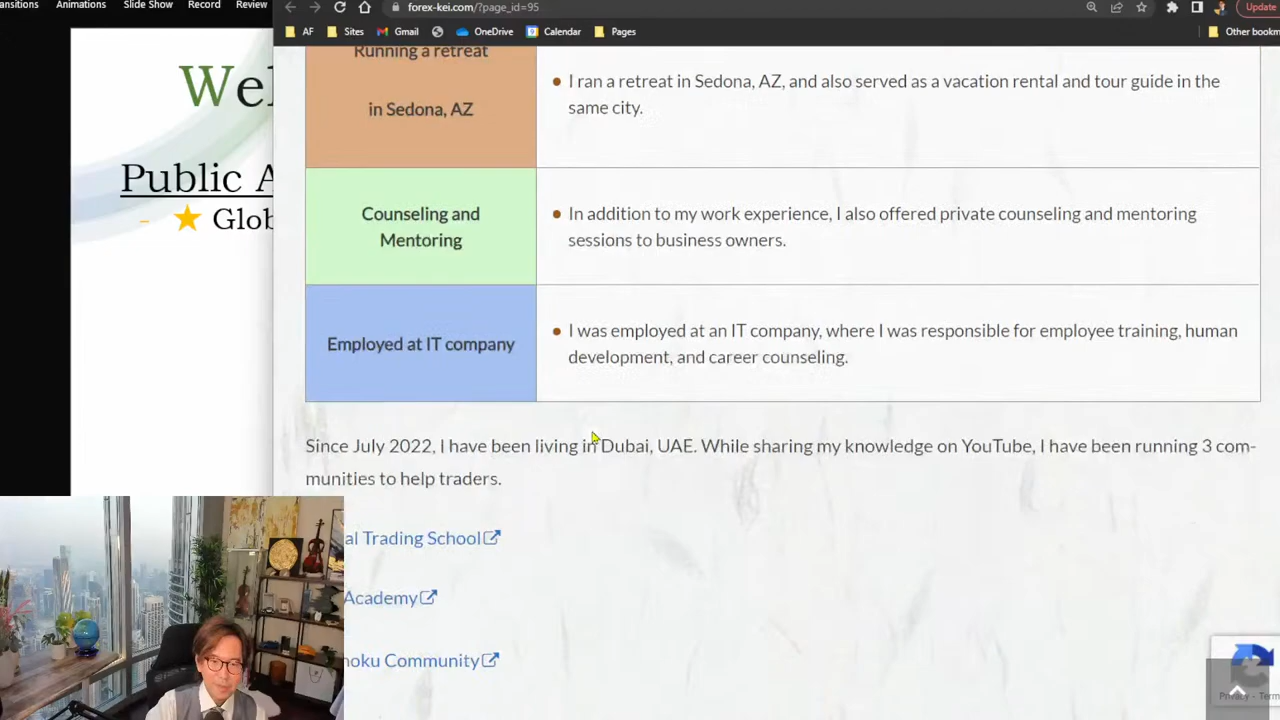 ansitions Animations Slide Show Record Review
forex-kei.com/?page_id=95
Update
AF Sites Gmail OneDrive Calendar Pages Other bookm
Wel
Public A
- ★ Glob
Running a retreat
in Sedona, AZ
I ran a retreat in Sedona, AZ, and also served as a vacation rental and tour guide in the
same city.
Counseling and
Mentoring
In addition to my work experience, I also offered private counseling and mentoring
sessions to business owners.
Employed at IT company
I was employed at an IT company, where I was responsible for employee training, human
development, and career counseling.
Since July 2022, I have been living in Dubai, UAE. While sharing my knowledge on YouTube, I have been running 3 com-
munities to help traders.
al Trading School
Academy
noku Community
Privacy - Term